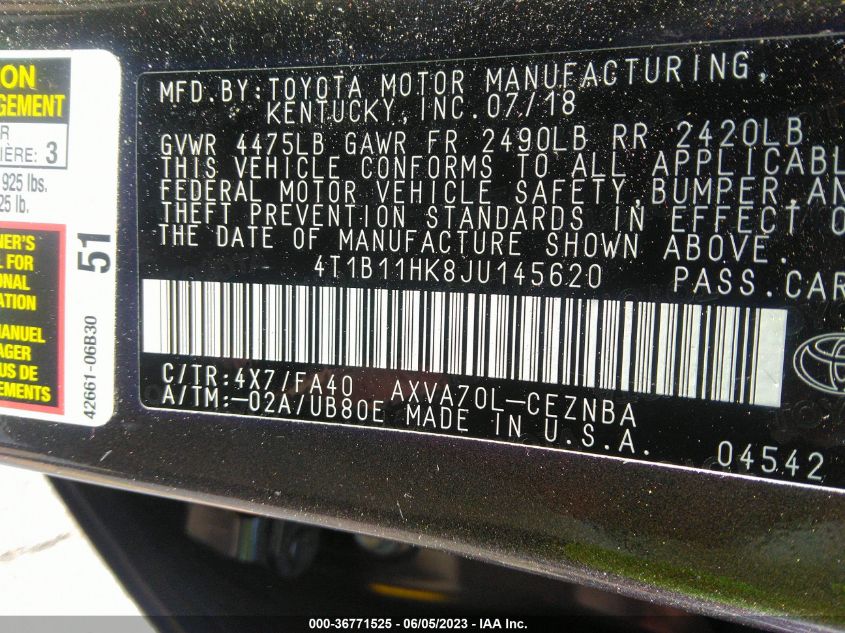 ON
GEMENT
R
IÈRE: 3
925 lbs.
25 lb.
NER'S
L FOR
ONAL
MATION
MANUEL
AGER
US DE
MENTS
51
42661-06B30
MFD.BY:TOYOTA MOTOR MANUFACTURING,
KENTUCKY,INC.07/18
GVWR 4475LB GAWR FR 2490LB RR 2420LB
THIS VEHICLE CONFORMS TO ALL APPLICABL
FEDERAL MOTOR VEHICLE SAFETY,BUMPER,AN
THEFT PREVENTION STANDARDS IN EFFECT O
THE DATE OF MANUFACTURE SHOWN ABOVE.
4T1B11HK8JU145620 PASS.CAR
C/TR:4X7/FA40 AXVA70L-CEZNBA
A/TM:-02A/UB80E MADE IN U.S.A.
04542
000-36771525 - 06/05/2023 - IAA Inc.